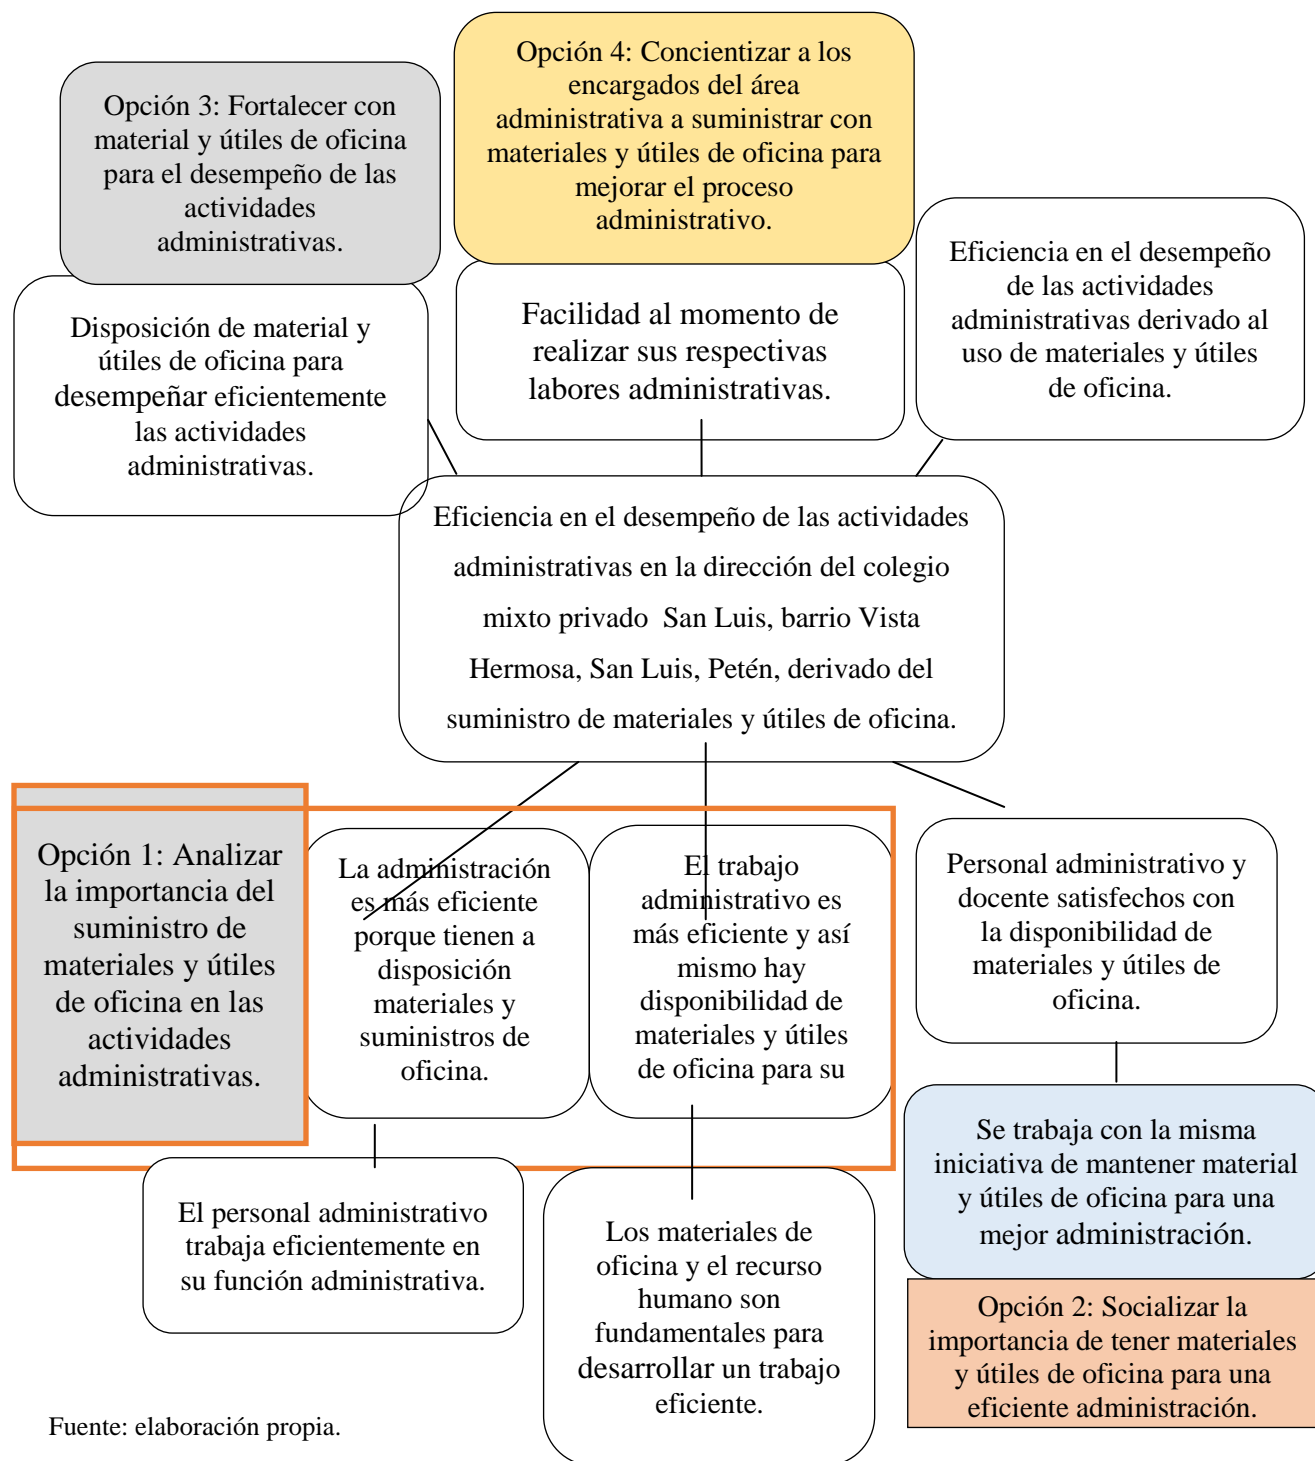 Opción 3: Fortalecer con
material y útiles de oficina
para el desempeño de las
actividades
administrativas.
Opción 4: Concientizar a los
encargados del área
administrativa a suministrar con
materiales y útiles de oficina para
mejorar el proceso
administrativo.
Disposición de material y
útiles de oficina para
desempeñar eficientemente
las actividades
administrativas.
Facilidad al momento de
realizar sus respectivas
labores administrativas.
Eficiencia en el desempeño
de las actividades
administrativas derivado al
uso de materiales y útiles
de oficina.
Eficiencia en el desempeño de las actividades
administrativas en la dirección del colegio
mixto privado San Luis, barrio Vista
Hermosa, San Luis, Petén, derivado del
suministro de materiales y útiles de oficina.
Opción 1: Analizar
la importancia del
suministro de
materiales y útiles
de oficina en las
actividades
administrativas.
La administración
es más eficiente
porque tienen a
disposición
materiales y
suministros de
oficina.
El trabajo
administrativo es
más eficiente y así
mismo hay
disponibilidad de
materiales y útiles
de oficina para su
Personal administrativo y
docente satisfechos con
la disponibilidad de
materiales y útiles de
oficina.
El personal administrativo
trabaja eficientemente en
su función administrativa.
Los materiales de
oficina y el recurso
humano son
fundamentales para
desarrollar un trabajo
eficiente.
Se trabaja con la misma
iniciativa de mantener material
y útiles de oficina para una
mejor administración.
Opción 2: Socializar la
importancia de tener materiales
y útiles de oficina para una
eficiente administración.
Fuente: elaboración propia.